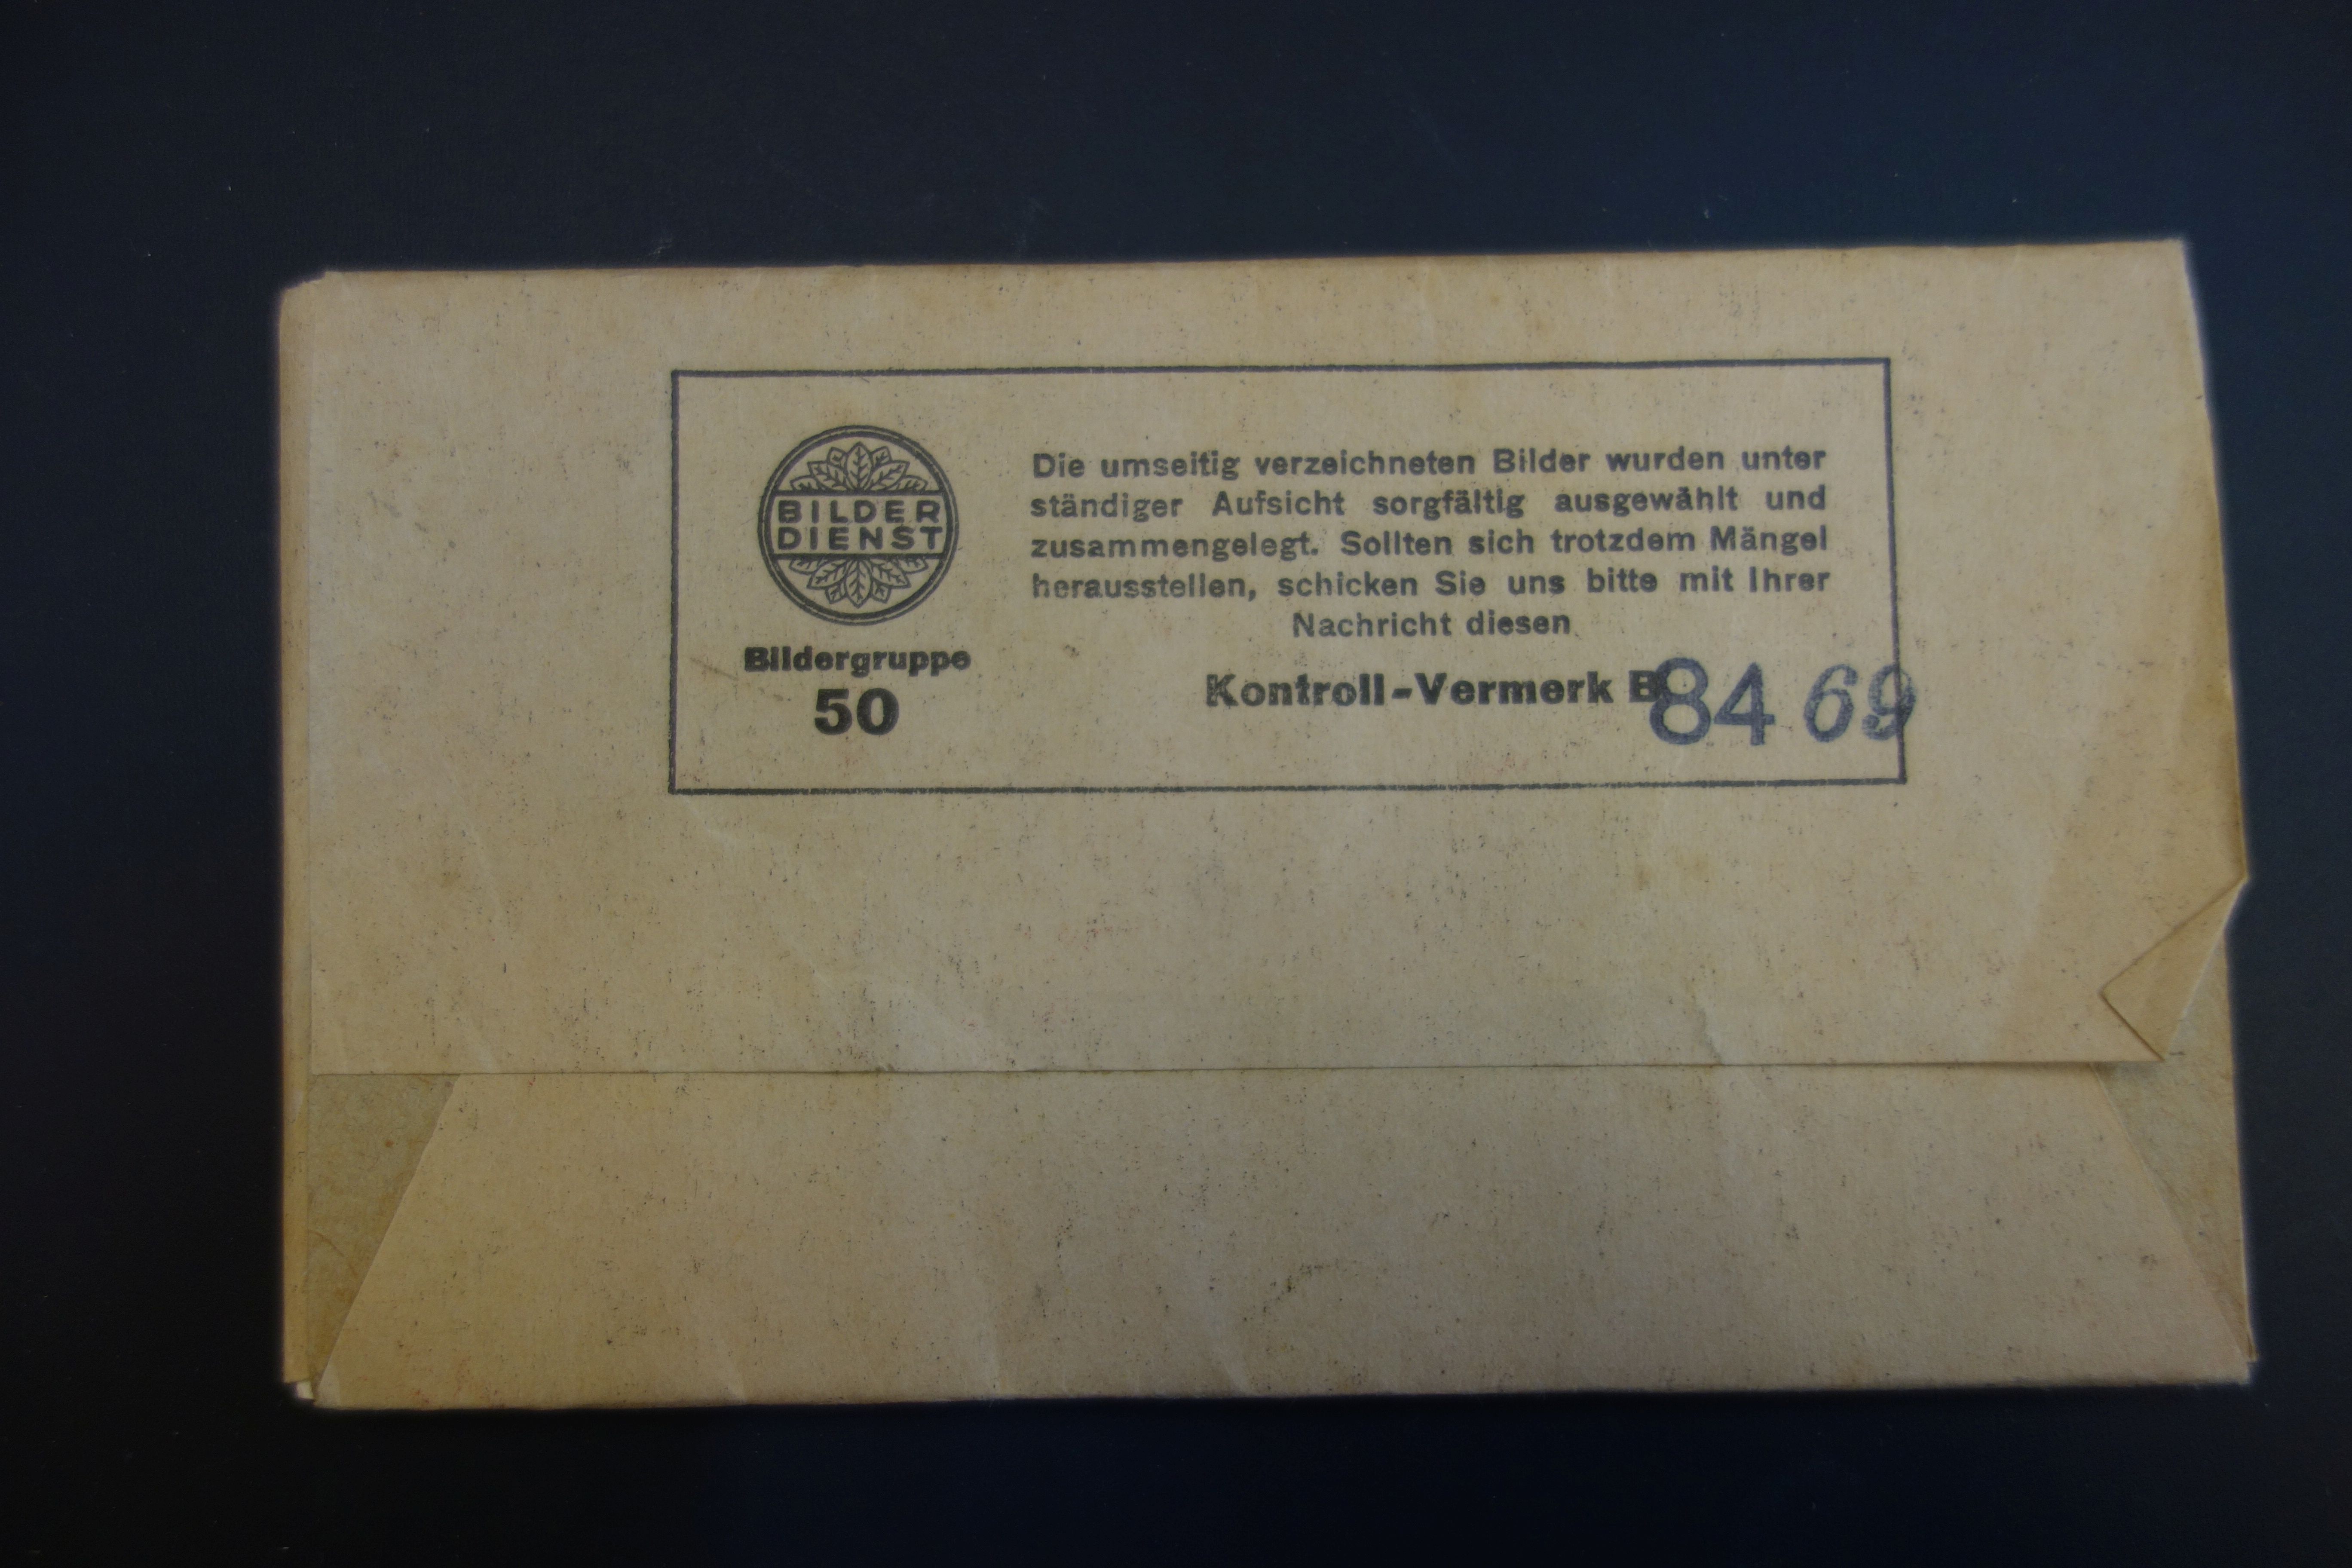 BILDER
DIENST
Bildergruppe
50
Die umseitig verzeichneten Bilder wurden unter
ständiger Aufsicht sorgfältig ausgewählt und
zusammengelegt. Sollten sich trotzdem Mängel
herausstellen, schicken Sie uns bitte mit Ihrer
Nachricht diesen
Kontroll-Vermerk B 84 69